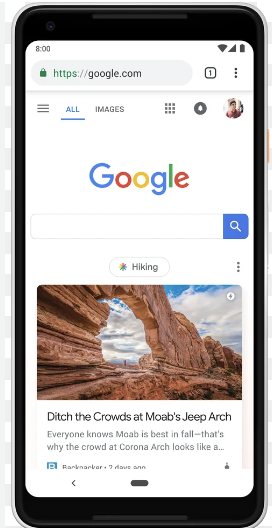 8:00
https://google.com
1
ALL IMAGES
Google
Hiking
Ditch the Crowds at Moab's Jeep Arch
Everyone knows Moab is best in fall—that's
why the crowd at Corona Arch looks like a...
Backpacker • 2 days ago